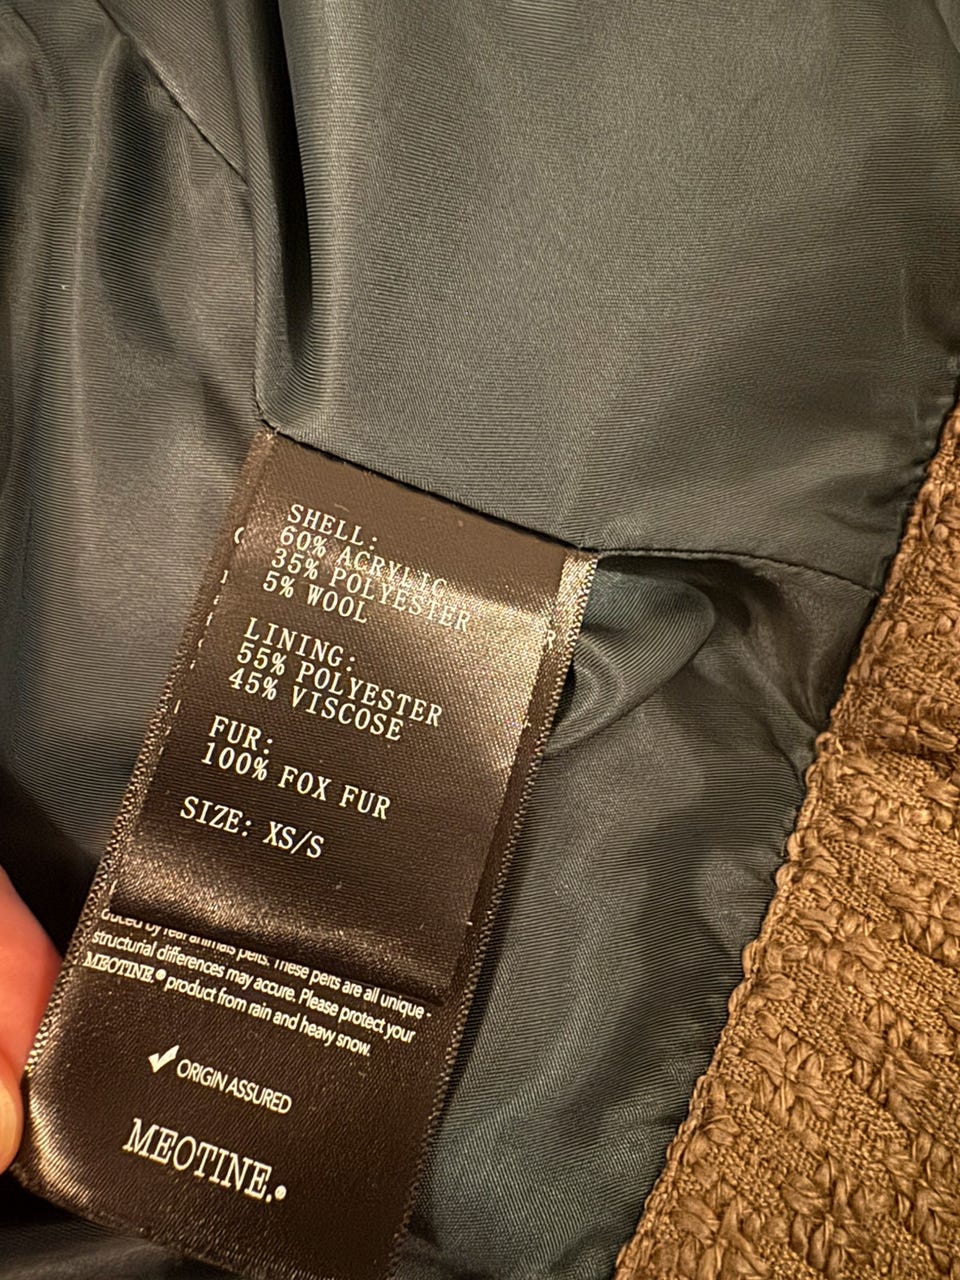 SHELL:
60% ACRYLIC
35% POLYESTER
5% WOOL
LINING:
55% POLYESTER
45% VISCOSE
FUR:
100% FOX FUR
SIZE: XS/S
by real animals pelts. These pelts are all unique -
structurial differences may accure. Please protect your
MEOTINE.® product from rain and heavy snow.
ORIGIN ASSURED
MEOTINE.®